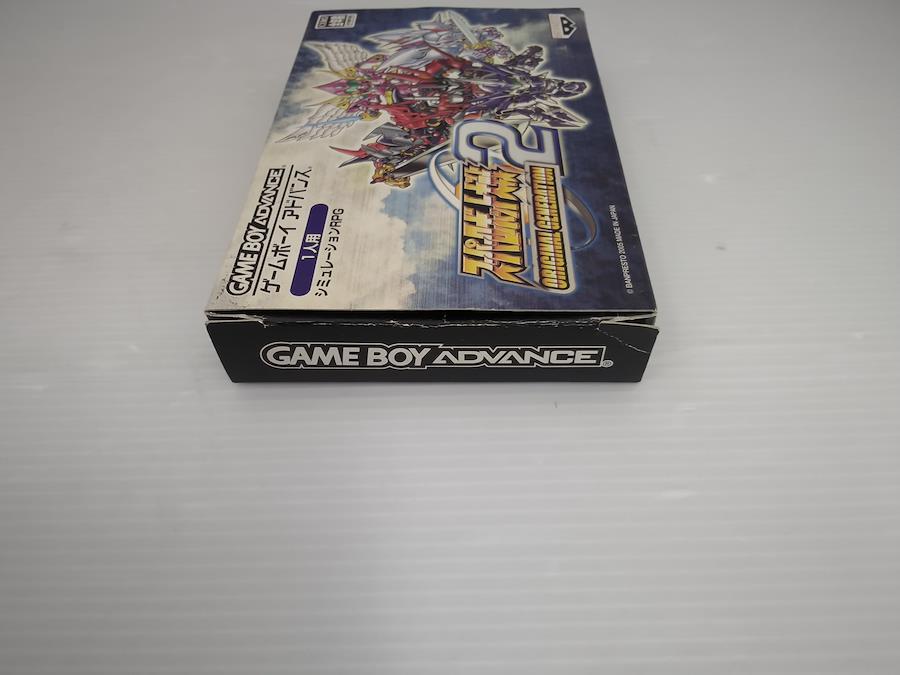 GAME BOY ADVANCE
ゲームボーイ アドバンス
1人用
シミュレーションRPG
スーパーロボット大戦
ORIGINAL GENERATION
2
© BANPRESTO 2005 MADE IN JAPAN
GAME BOY ADVANCE®